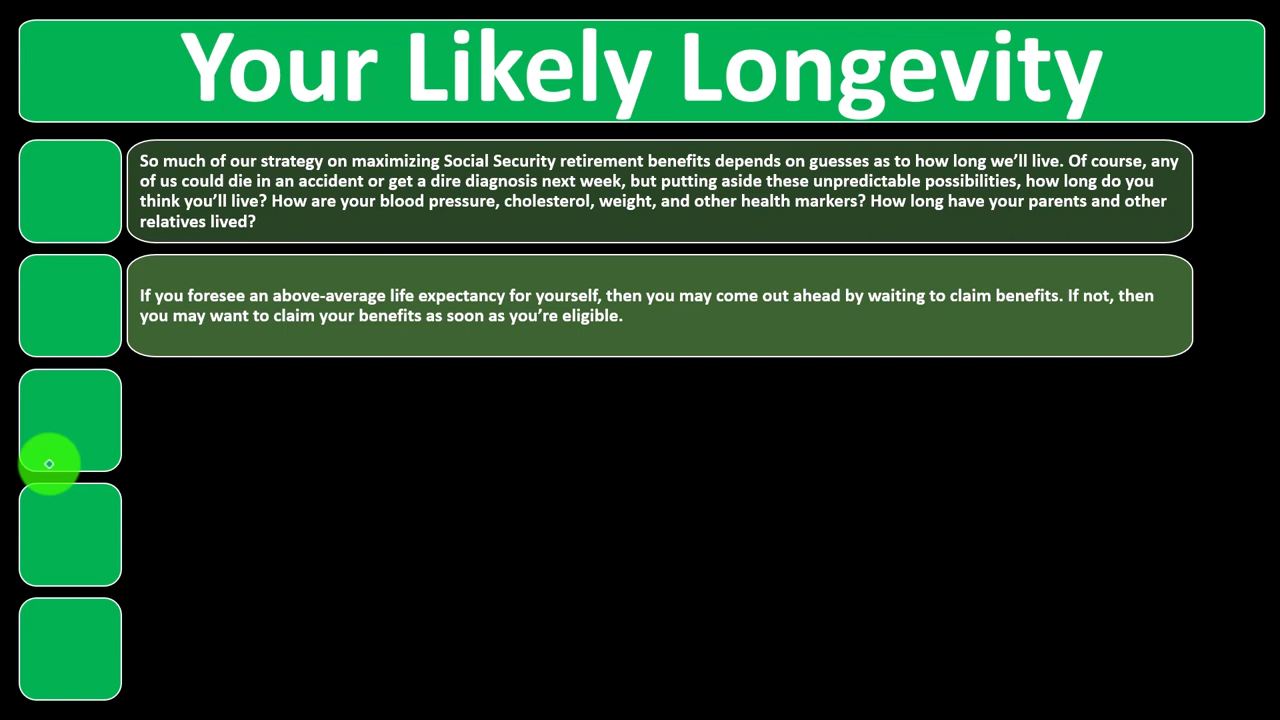 Your Likely Longevity
So much of our strategy on maximizing Social Security retirement benefits depends on guesses as to how long we’ll live. Of course, any
of us could die in an accident or get a dire diagnosis next week, but putting aside these unpredictable possibilities, how long do you
think you’ll live? How are your blood pressure, cholesterol, weight, and other health markers? How long have your parents and other
relatives lived?
If you foresee an above-average life expectancy for yourself, then you may come out ahead by waiting to claim benefits. If not, then
you may want to claim your benefits as soon as you’re eligible.